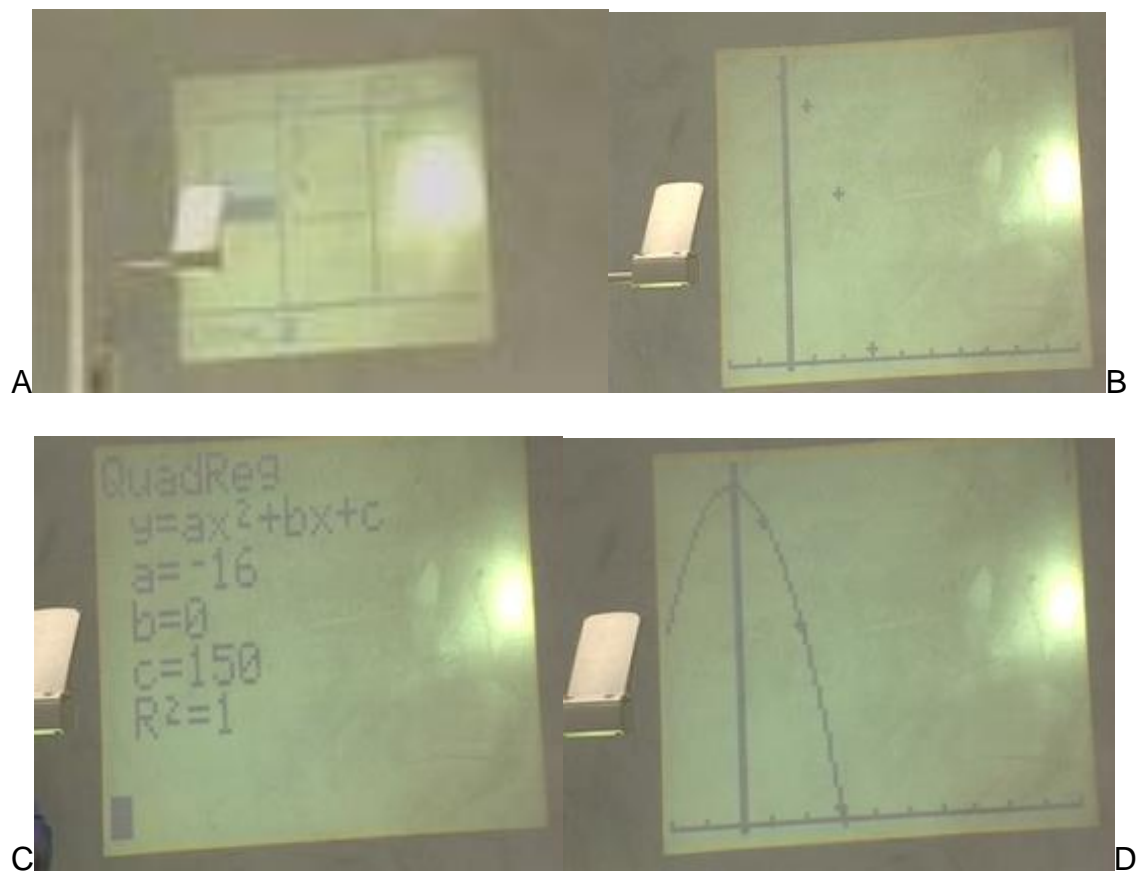 A
B
QuadReg
y=ax²+bx+c
a=-16
b=0
c=150
R²=1
C
D